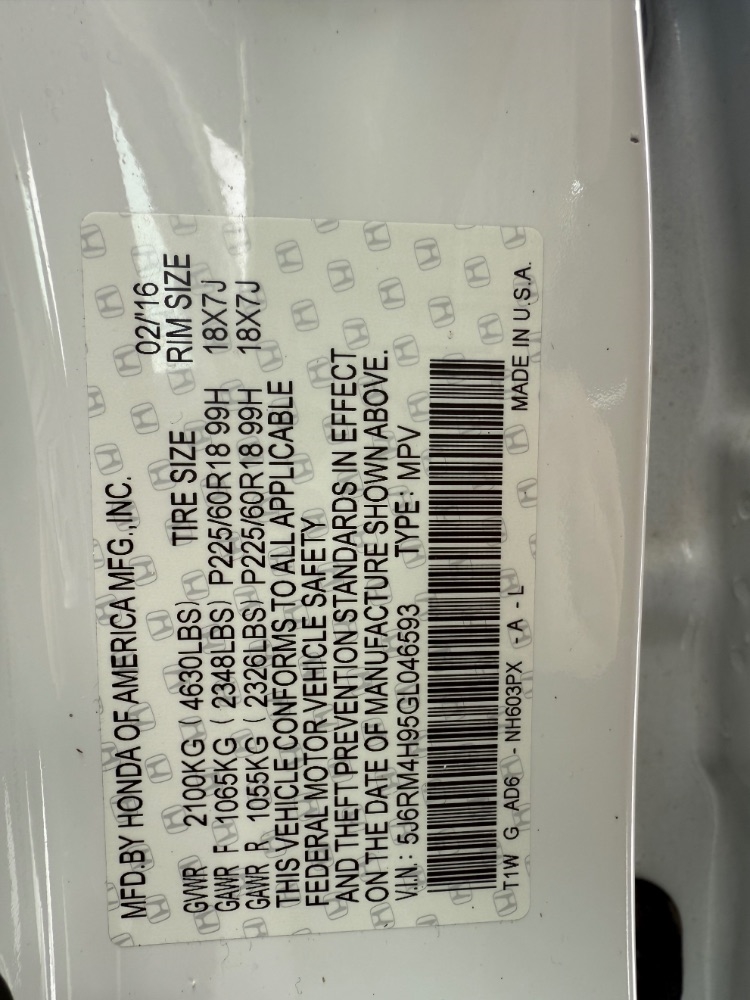 MFD.BY HONDA OF AMERICA MFG.,INC. 02/'16
TIRE SIZE RIM SIZE
GVWR 2100KG ( 4630LBS)
GAWR F 1065KG ( 2348LBS) P225/60R18 99H 18X7J
GAWR R 1055KG ( 2326LBS) P225/60R18 99H 18X7J
THIS VEHICLE CONFORMS TO ALL APPLICABLE
FEDERAL MOTOR VEHICLE SAFETY
AND THEFT PREVENTION STANDARDS IN EFFECT
ON THE DATE OF MANUFACTURE SHOWN ABOVE.
V.I.N.: 5J6RM4H95GL046593 TYPE: MPV
T1W G AD6 - NH603PX - A - L MADE IN U.S.A.